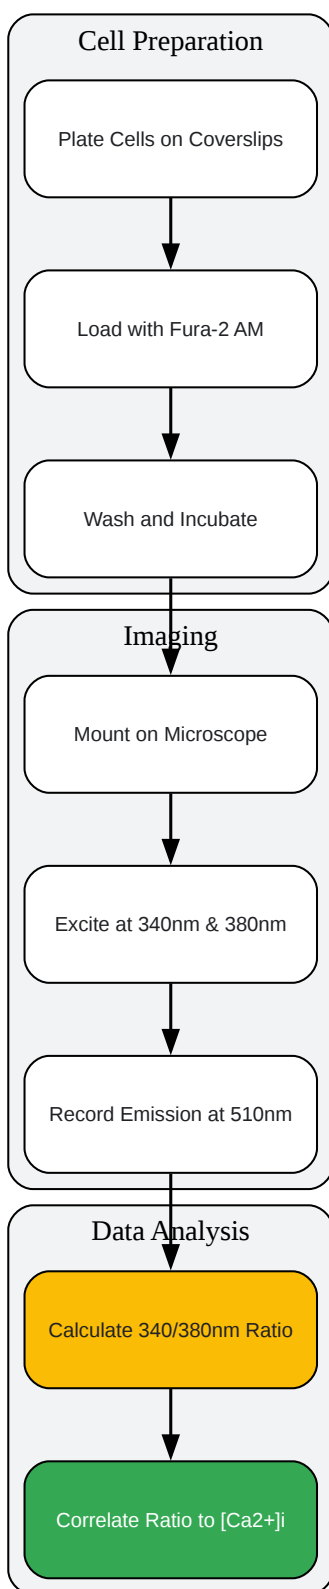 Cell Preparation
Plate Cells on Coverslips
Load with Fura-2 AM
Wash and Incubate
Imaging
Mount on Microscope
Excite at 340nm & 380nm
Record Emission at 510nm
Data Analysis
Calculate 340/380nm Ratio
Correlate Ratio to [Ca2+]i